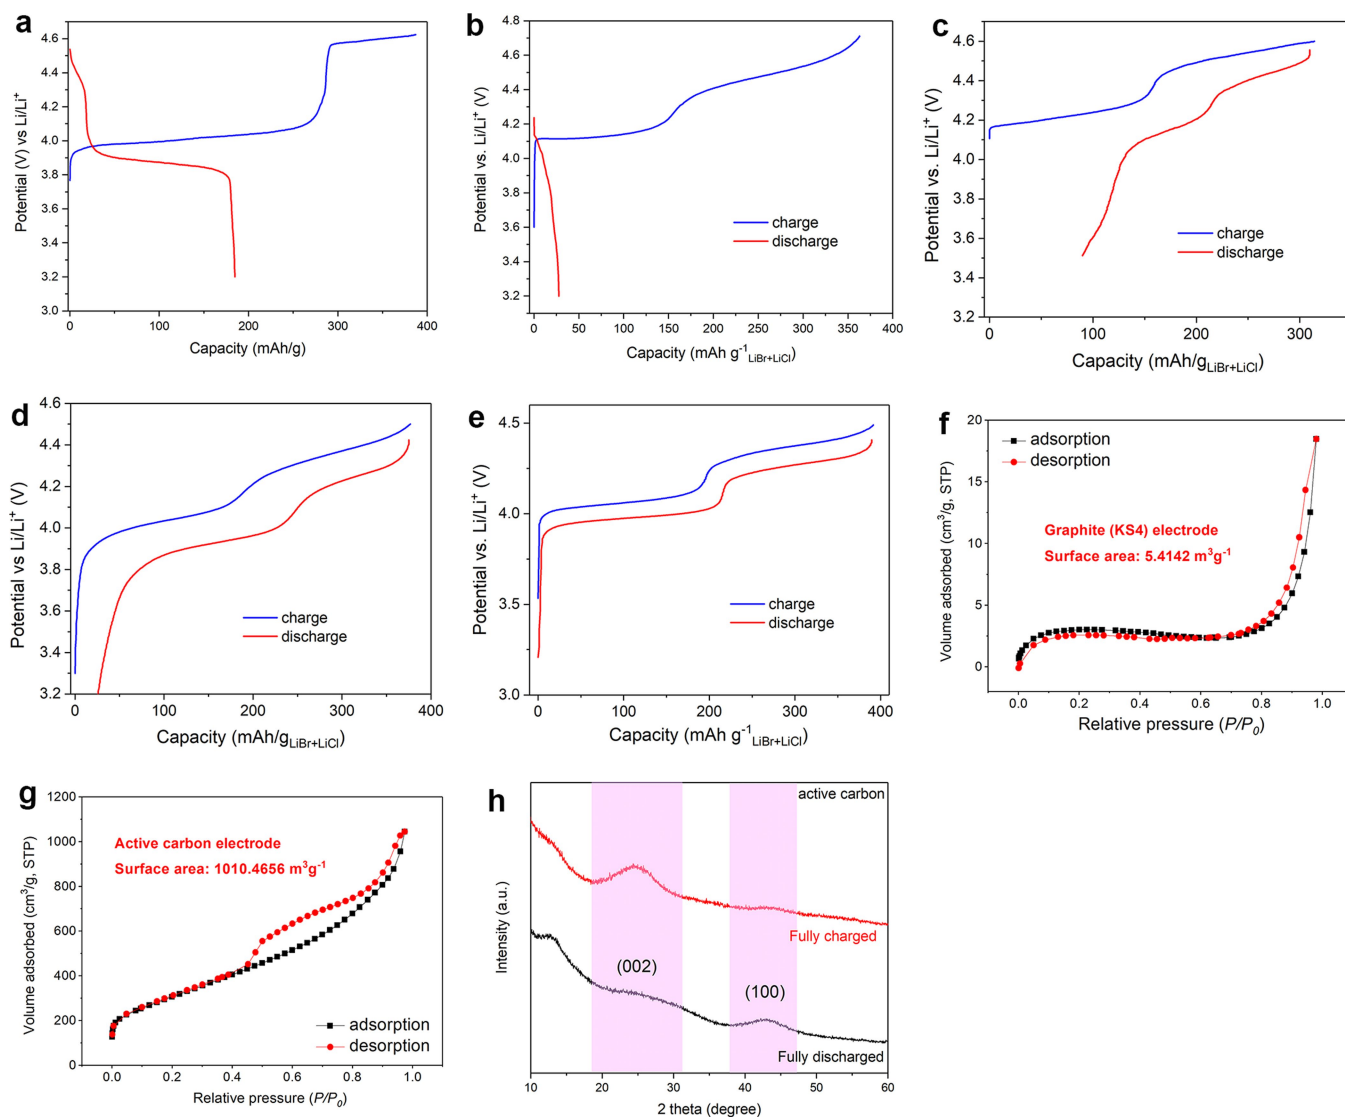 a
4.6
4.4
4.2
4.0
3.8
3.6
3.4
3.2
3.0
0
100
200
300
400
Potential (V) vs Li/Li⁺
Capacity (mAh/g)
b
4.8
4.6
4.4
4.2
4.0
3.8
3.6
3.4
3.2
0
50
100
150
200
250
300
350
Potential vs. Li/Li⁺ (V)
charge
discharge
Capacity (mAh g⁻¹LiBr+LiCl)
c
4.6
4.4
4.2
4.0
3.8
3.6
3.4
3.2
0
100
200
300
Potential vs. Li/Li⁺ (V)
charge
discharge
Capacity (mAh/gLiBr+LiCl)
d
4.6
4.4
4.2
4.0
3.8
3.6
3.4
3.2
0
100
200
300
400
Potential vs Li/Li⁺ (V)
charge
discharge
Capacity (mAh/gLiBr+LiCl)
e
4.5
4.0
3.5
3.0
0
100
200
300
400
Potential vs. Li/Li⁺ (V)
charge
discharge
Capacity (mAh g⁻¹LiBr+LiCl)
f
20
15
10
5
0
0.0
0.2
0.4
0.6
0.8
1.0
Volume adsorbed (cm³/g, STP)
adsorption
desorption
Graphite (KS4) electrode
Surface area: 5.4142 m³g⁻¹
Relative pressure (P/P₀)
g
1200
1000
800
600
400
200
0
0.0
0.2
0.4
0.6
0.8
1.0
Volume adsorbed (cm³/g, STP)
Active carbon electrode
Surface area: 1010.4656 m³g⁻¹
adsorption
desorption
Relative pressure (P/P₀)
h
active carbon
Intensity (a.u.)
Fully charged
(002)
(100)
Fully discharged
10
20
30
40
50
60
2 theta (degree)